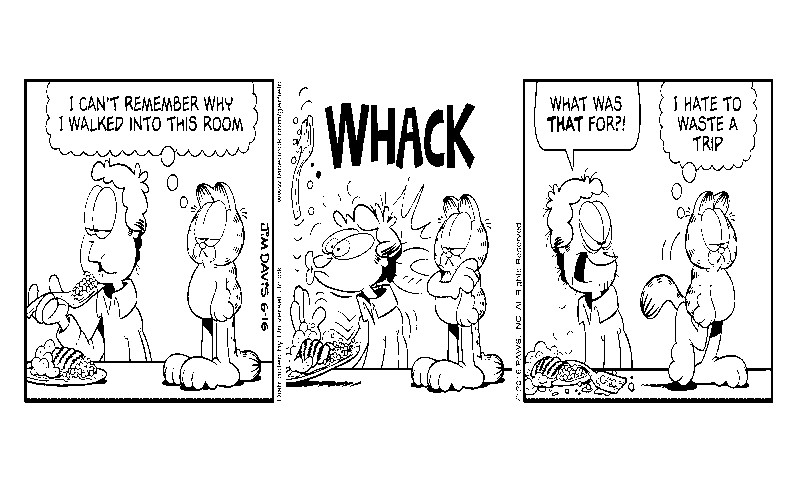 I CAN'T REMEMBER WHY
I WALKED INTO THIS ROOM
JIM DAVIS 6-16
WHACK
WHAT WAS
THAT FOR?!
I HATE TO
WASTE A
TRIP